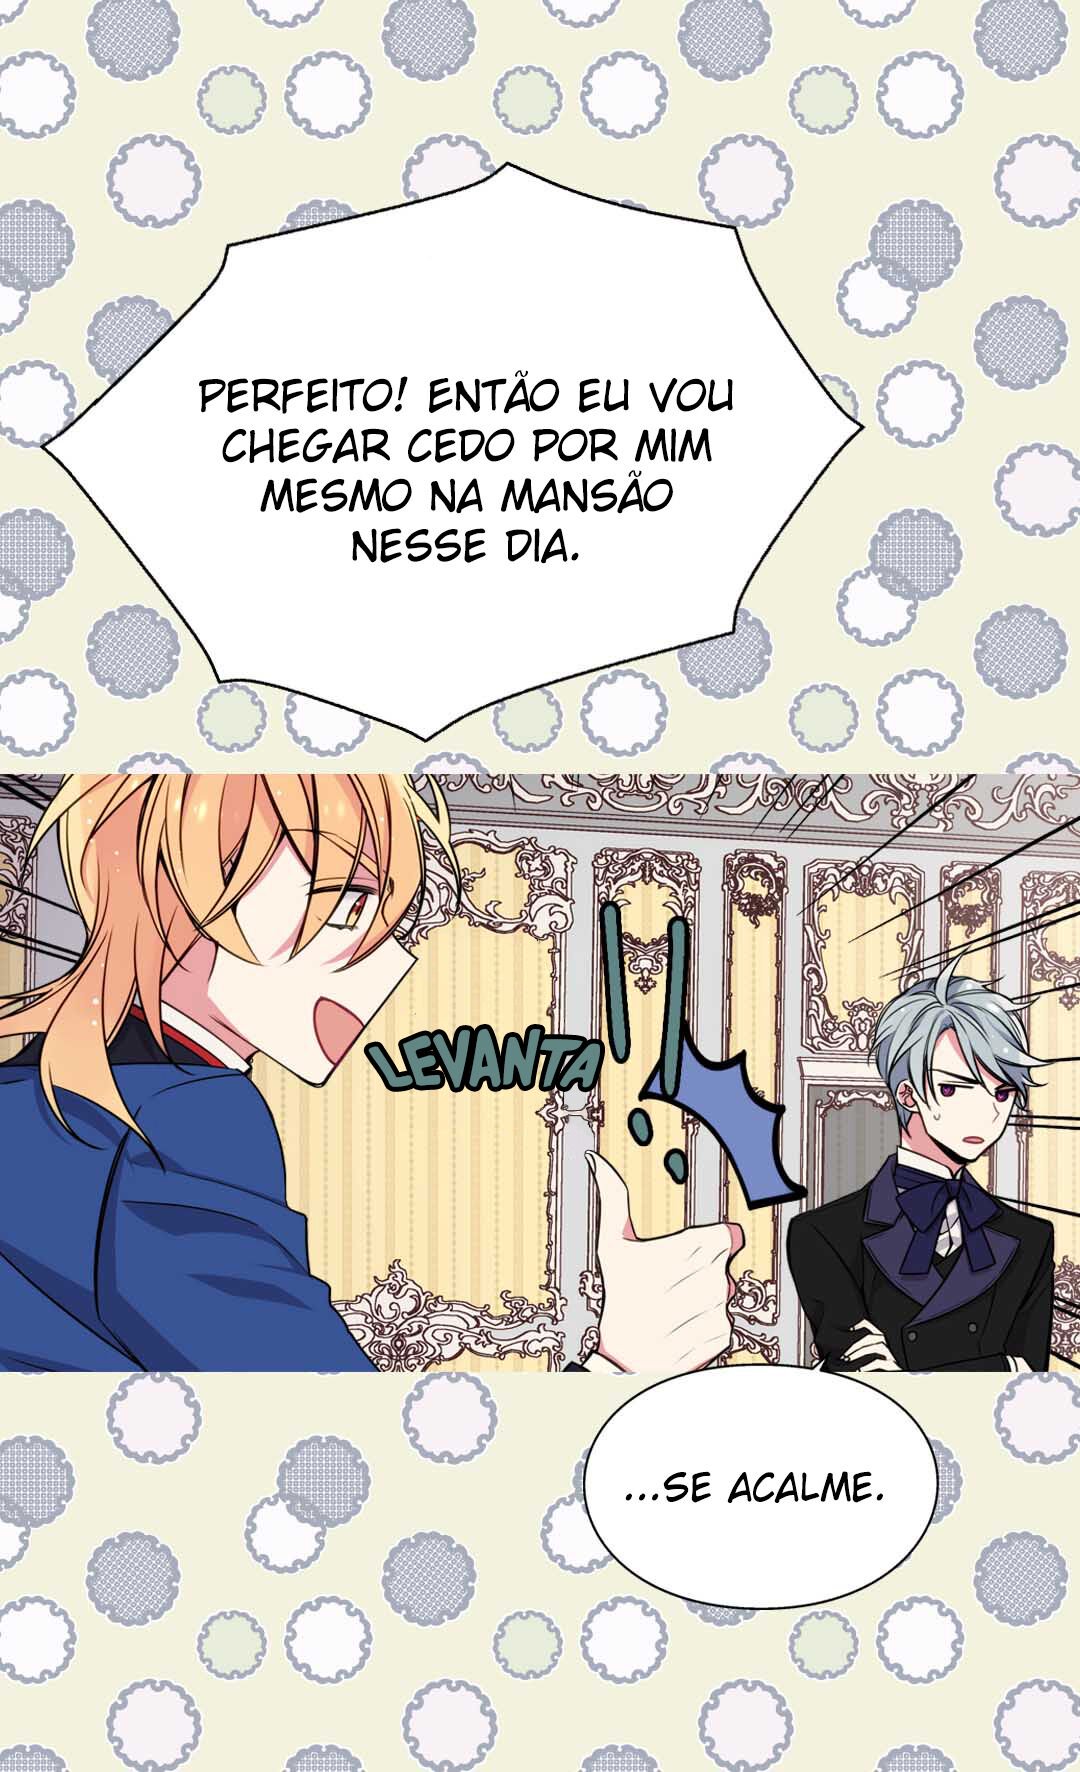 PERFEITO! ENTÃO EU VOU
CHEGAR CEDO POR MIM
MESMO NA MANSÃO
NESSE DIA.
LEVANTA!!
...SE ACALME.